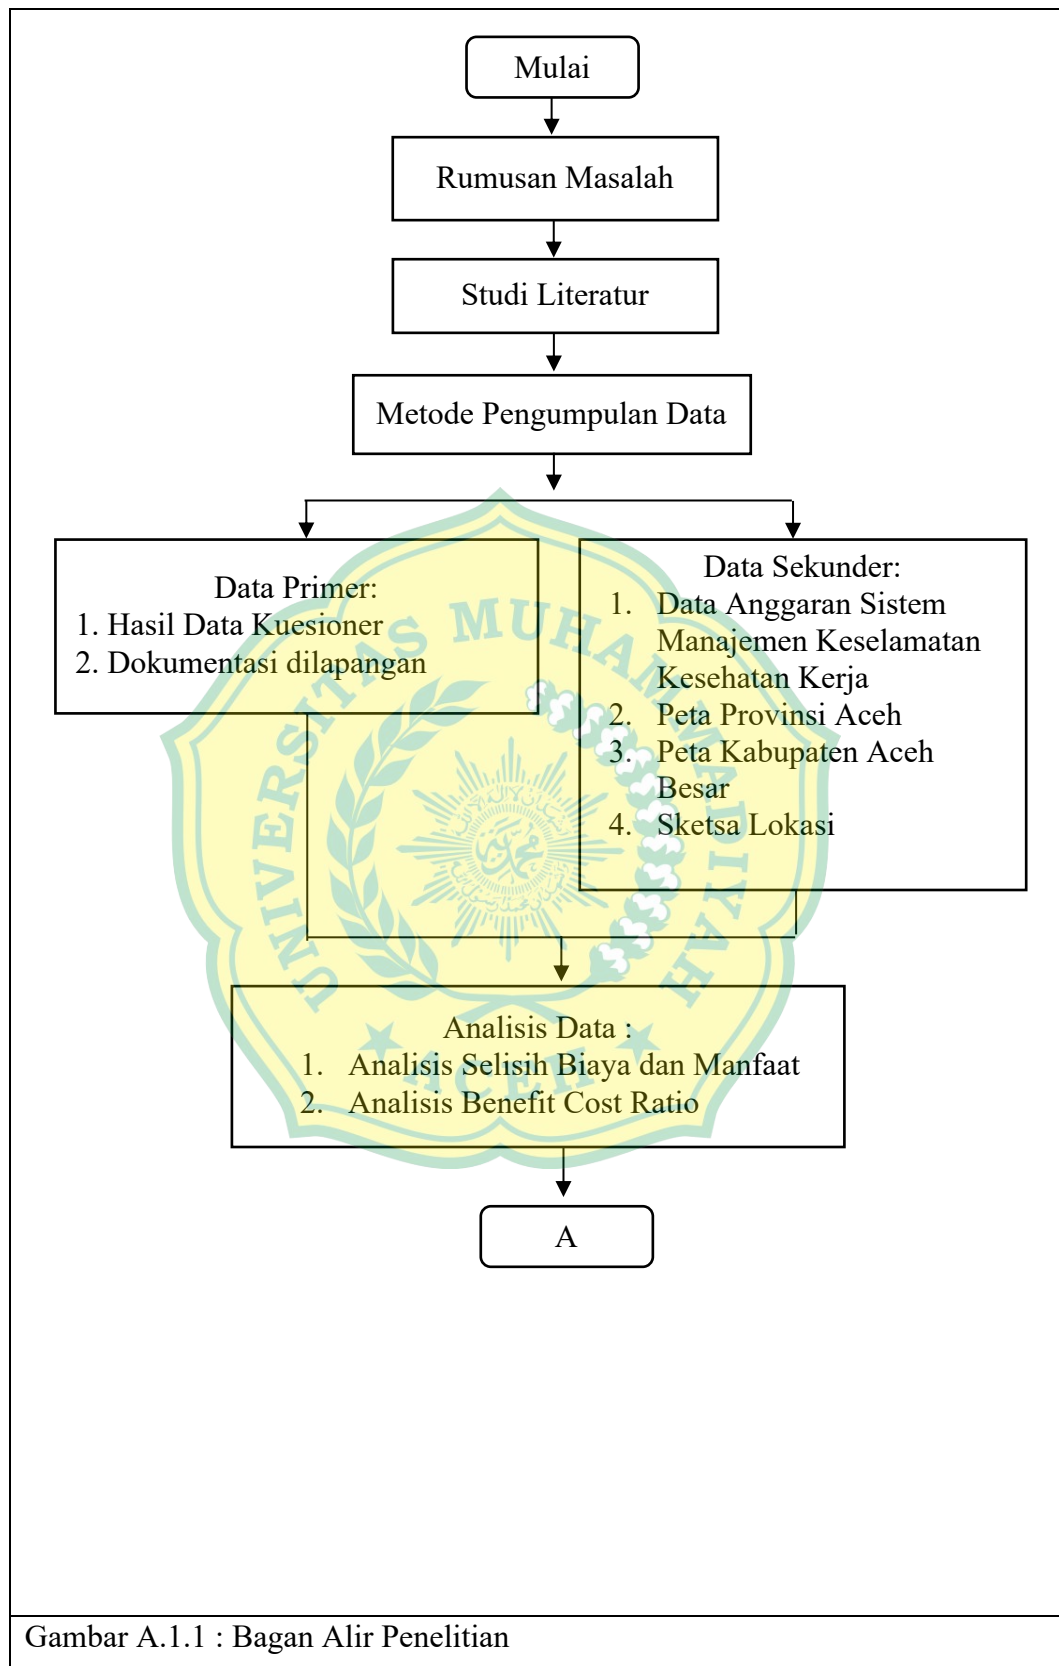 Mulai
Rumusan Masalah
Studi Literatur
Metode Pengumpulan Data
Data Primer:
1. Hasil Data Kuesioner
2. Dokumentasi dilapangan
Data Sekunder:
1. Data Anggaran Sistem
Manajemen Keselamatan
Kesehatan Kerja
2. Peta Provinsi Aceh
3. Peta Kabupaten Aceh
Besar
4. Sketsa Lokasi
UNIVERSITAS MUHAMMADIYAH
ACEH
Analisis Data :
1. Analisis Selisih Biaya dan Manfaat
2. Analisis Benefit Cost Ratio
A
Gambar A.1.1 : Bagan Alir Penelitian